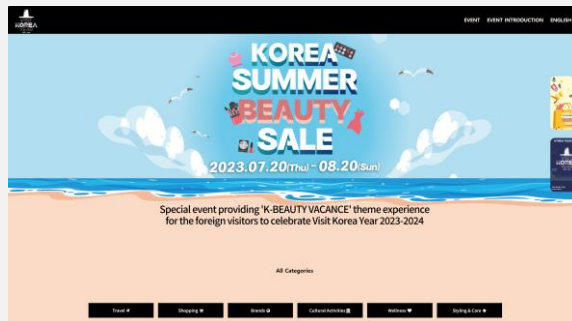 KOREA
EVENT EVENT INTRODUCTION ENGLISH
KOREA
SUMMER
BEAUTY
SALE
2023.07.20(Thu) - 08.20(Sun)
Special event providing 'K-BEAUTY VACANCE' theme experience
for the foreign visitors to celebrate Visit Korea Year 2023-2024
All Categories
Travel Shopping Brands Cultural Activities Wellness Styling & Care